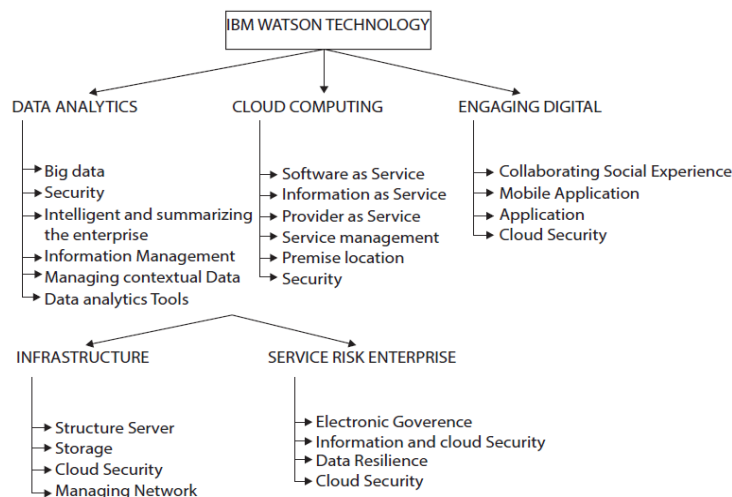 IBM WATSON TECHNOLOGY
DATA ANALYTICS
Big data
Security
Intelligent and summarizing
the enterprise
Information Management
Managing contextual Data
Data analytics Tools
CLOUD COMPUTING
Software as Service
Information as Service
Provider as Service
Service management
Premise location
Security
ENGAGING DIGITAL
Collaborating Social Experience
Mobile Application
Application
Cloud Security
INFRASTRUCTURE
Structure Server
Storage
Cloud Security
Managing Network
SERVICE RISK ENTERPRISE
Electronic Goverence
Information and cloud Security
Data Resilience
Cloud Security